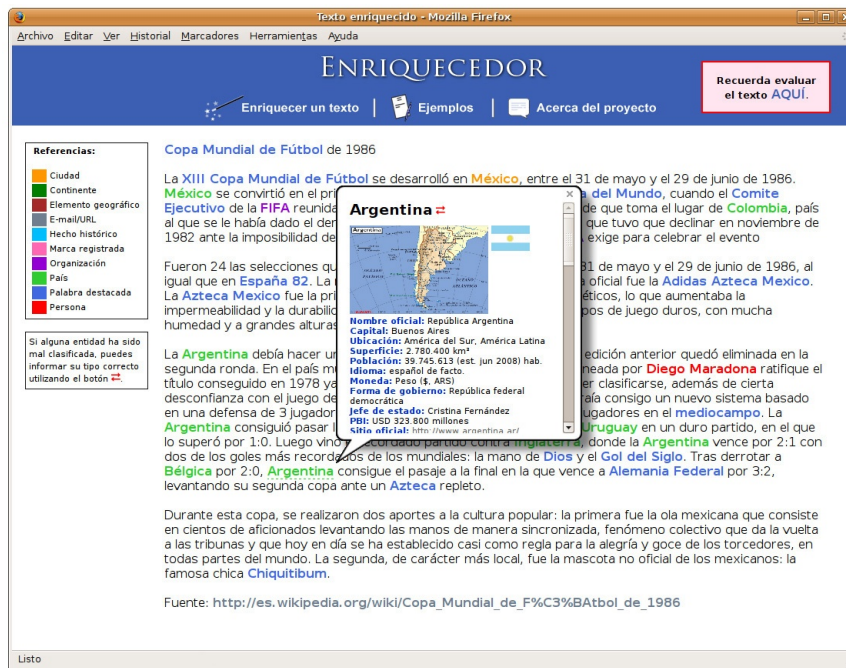 Texto enriquecido - Mozilla Firefox
Archivo Editar Ver Historial Marcadores Herramientas Ayuda
ENRIQUECEDOR
Enriquecer un texto | Ejemplos | Acerca del proyecto
Recuerda evaluar
el texto AQUÍ.
Referencias:
Ciudad
Continente
Elemento geográfico
E-mail/URL
Hecho histórico
Marca registrada
Organización
País
Palabra destacada
Persona
Si alguna entidad ha sido
mal clasificada, puedes
informar su tipo correcto
utilizando el botón ⇄.
Copa Mundial de Fútbol de 1986
La XIII Copa Mundial de Fútbol se desarrolló en México, entre el 31 de mayo y el 29 de junio de 1986.
México se convirtió en el pri a del Mundo, cuando el Comite
Ejecutivo de la FIFA reunida de que toma el lugar de Colombia, país
al que se le había dado el der que tuvo que declinar en noviembre de
1982 ante la imposibilidad de exige para celebrar el evento
Fueron 24 las selecciones qu 31 de mayo y el 29 de junio de 1986, al
igual que en España 82. La a oficial fue la Adidas Azteca Mexico.
La Azteca Mexico fue la pri éticos, lo que aumentaba la
impermeabilidad y la durabilid pos de juego duros, con mucha
humedad y a grandes alturas
La Argentina debía hacer un edición anterior quedó eliminada en la
segunda ronda. En el país mu neada por Diego Maradona ratifique el
título conseguido en 1978 ya er clasificarse, además de cierta
desconfianza con el juego de raía consigo un nuevo sistema basado
en una defensa de 3 jugador ugadores en el mediocampo. La
Argentina consiguió pasar l Uruguay en un duro partido, en el que
lo superó por 1:0. Luego vino el recordado partido contra Inglaterra, donde la Argentina vence por 2:1 con
dos de los goles más recordados de los mundiales: la mano de Dios y el Gol del Siglo. Tras derrotar a
Bélgica por 2:0, Argentina consigue el pasaje a la final en la que vence a Alemania Federal por 3:2,
levantando su segunda copa ante un Azteca repleto.
Durante esta copa, se realizaron dos aportes a la cultura popular: la primera fue la ola mexicana que consiste
en cientos de aficionados levantando las manos de manera sincronizada, fenómeno colectivo que da la vuelta
a las tribunas y que hoy en día se ha establecido casi como regla para la alegría y goce de los torcedores, en
todas partes del mundo. La segunda, de carácter más local, fue la mascota no oficial de los mexicanos: la
famosa chica Chiquitibum.
Fuente: http://es.wikipedia.org/wiki/Copa_Mundial_de_F%C3%BAtbol_de_1986
Argentina ⇄
Argentina
Nombre oficial: República Argentina
Capital: Buenos Aires
Ubicación: América del Sur, América Latina
Superficie: 2.780.400 km²
Población: 39.745.613 (est. jun 2008) hab.
Idioma: español de facto.
Moneda: Peso ($, ARS)
Forma de gobierno: República federal
democrática
Jefe de estado: Cristina Fernández
PBI: USD 323.800 millones
Sitio oficial: http://www.argentina.ar/
Listo